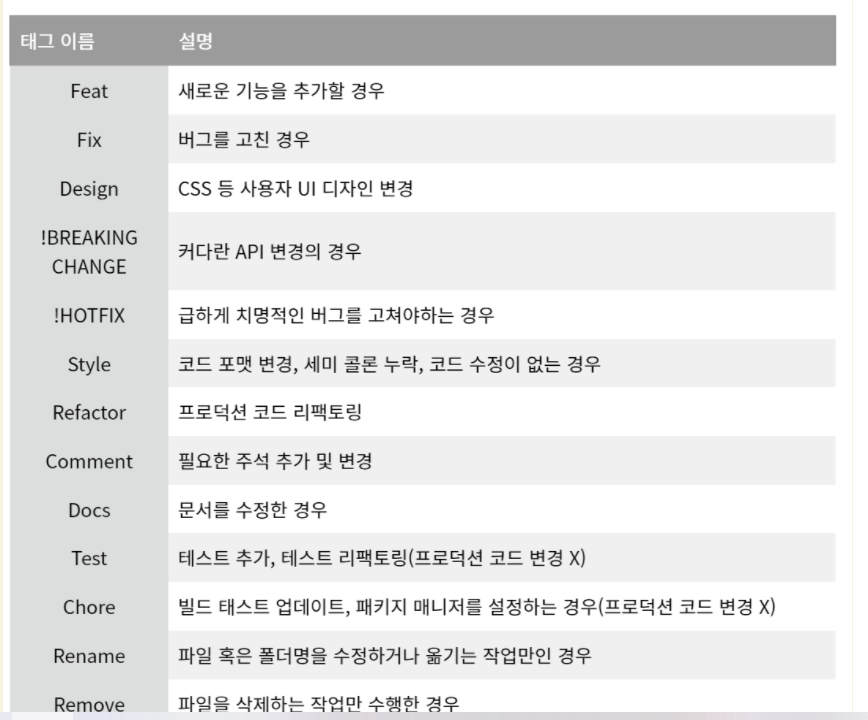 태그 이름 설명
Feat 새로운 기능을 추가할 경우
Fix 버그를 고친 경우
Design CSS 등 사용자 UI 디자인 변경
!BREAKING CHANGE 커다란 API 변경의 경우
!HOTFIX 급하게 치명적인 버그를 고쳐야하는 경우
Style 코드 포맷 변경, 세미 콜론 누락, 코드 수정이 없는 경우
Refactor 프로덕션 코드 리팩토링
Comment 필요한 주석 추가 및 변경
Docs 문서를 수정한 경우
Test 테스트 추가, 테스트 리팩토링(프로덕션 코드 변경 X)
Chore 빌드 태스트 업데이트, 패키지 매니저를 설정하는 경우(프로덕션 코드 변경 X)
Rename 파일 혹은 폴더명을 수정하거나 옮기는 작업만인 경우
Remove 파일을 삭제하는 작업만 수행한 경우